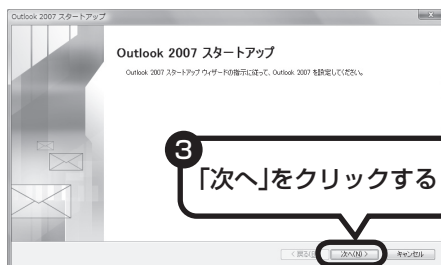 Outlook 2007 スタートアップ
Outlook 2007 スタートアップ
Outlook 2007 スタートアップ ウィザードの指示に従って、Outlook 2007 を設定してください。
3
「次へ」をクリックする
< 戻る(
次へ(N) >
キャンセル